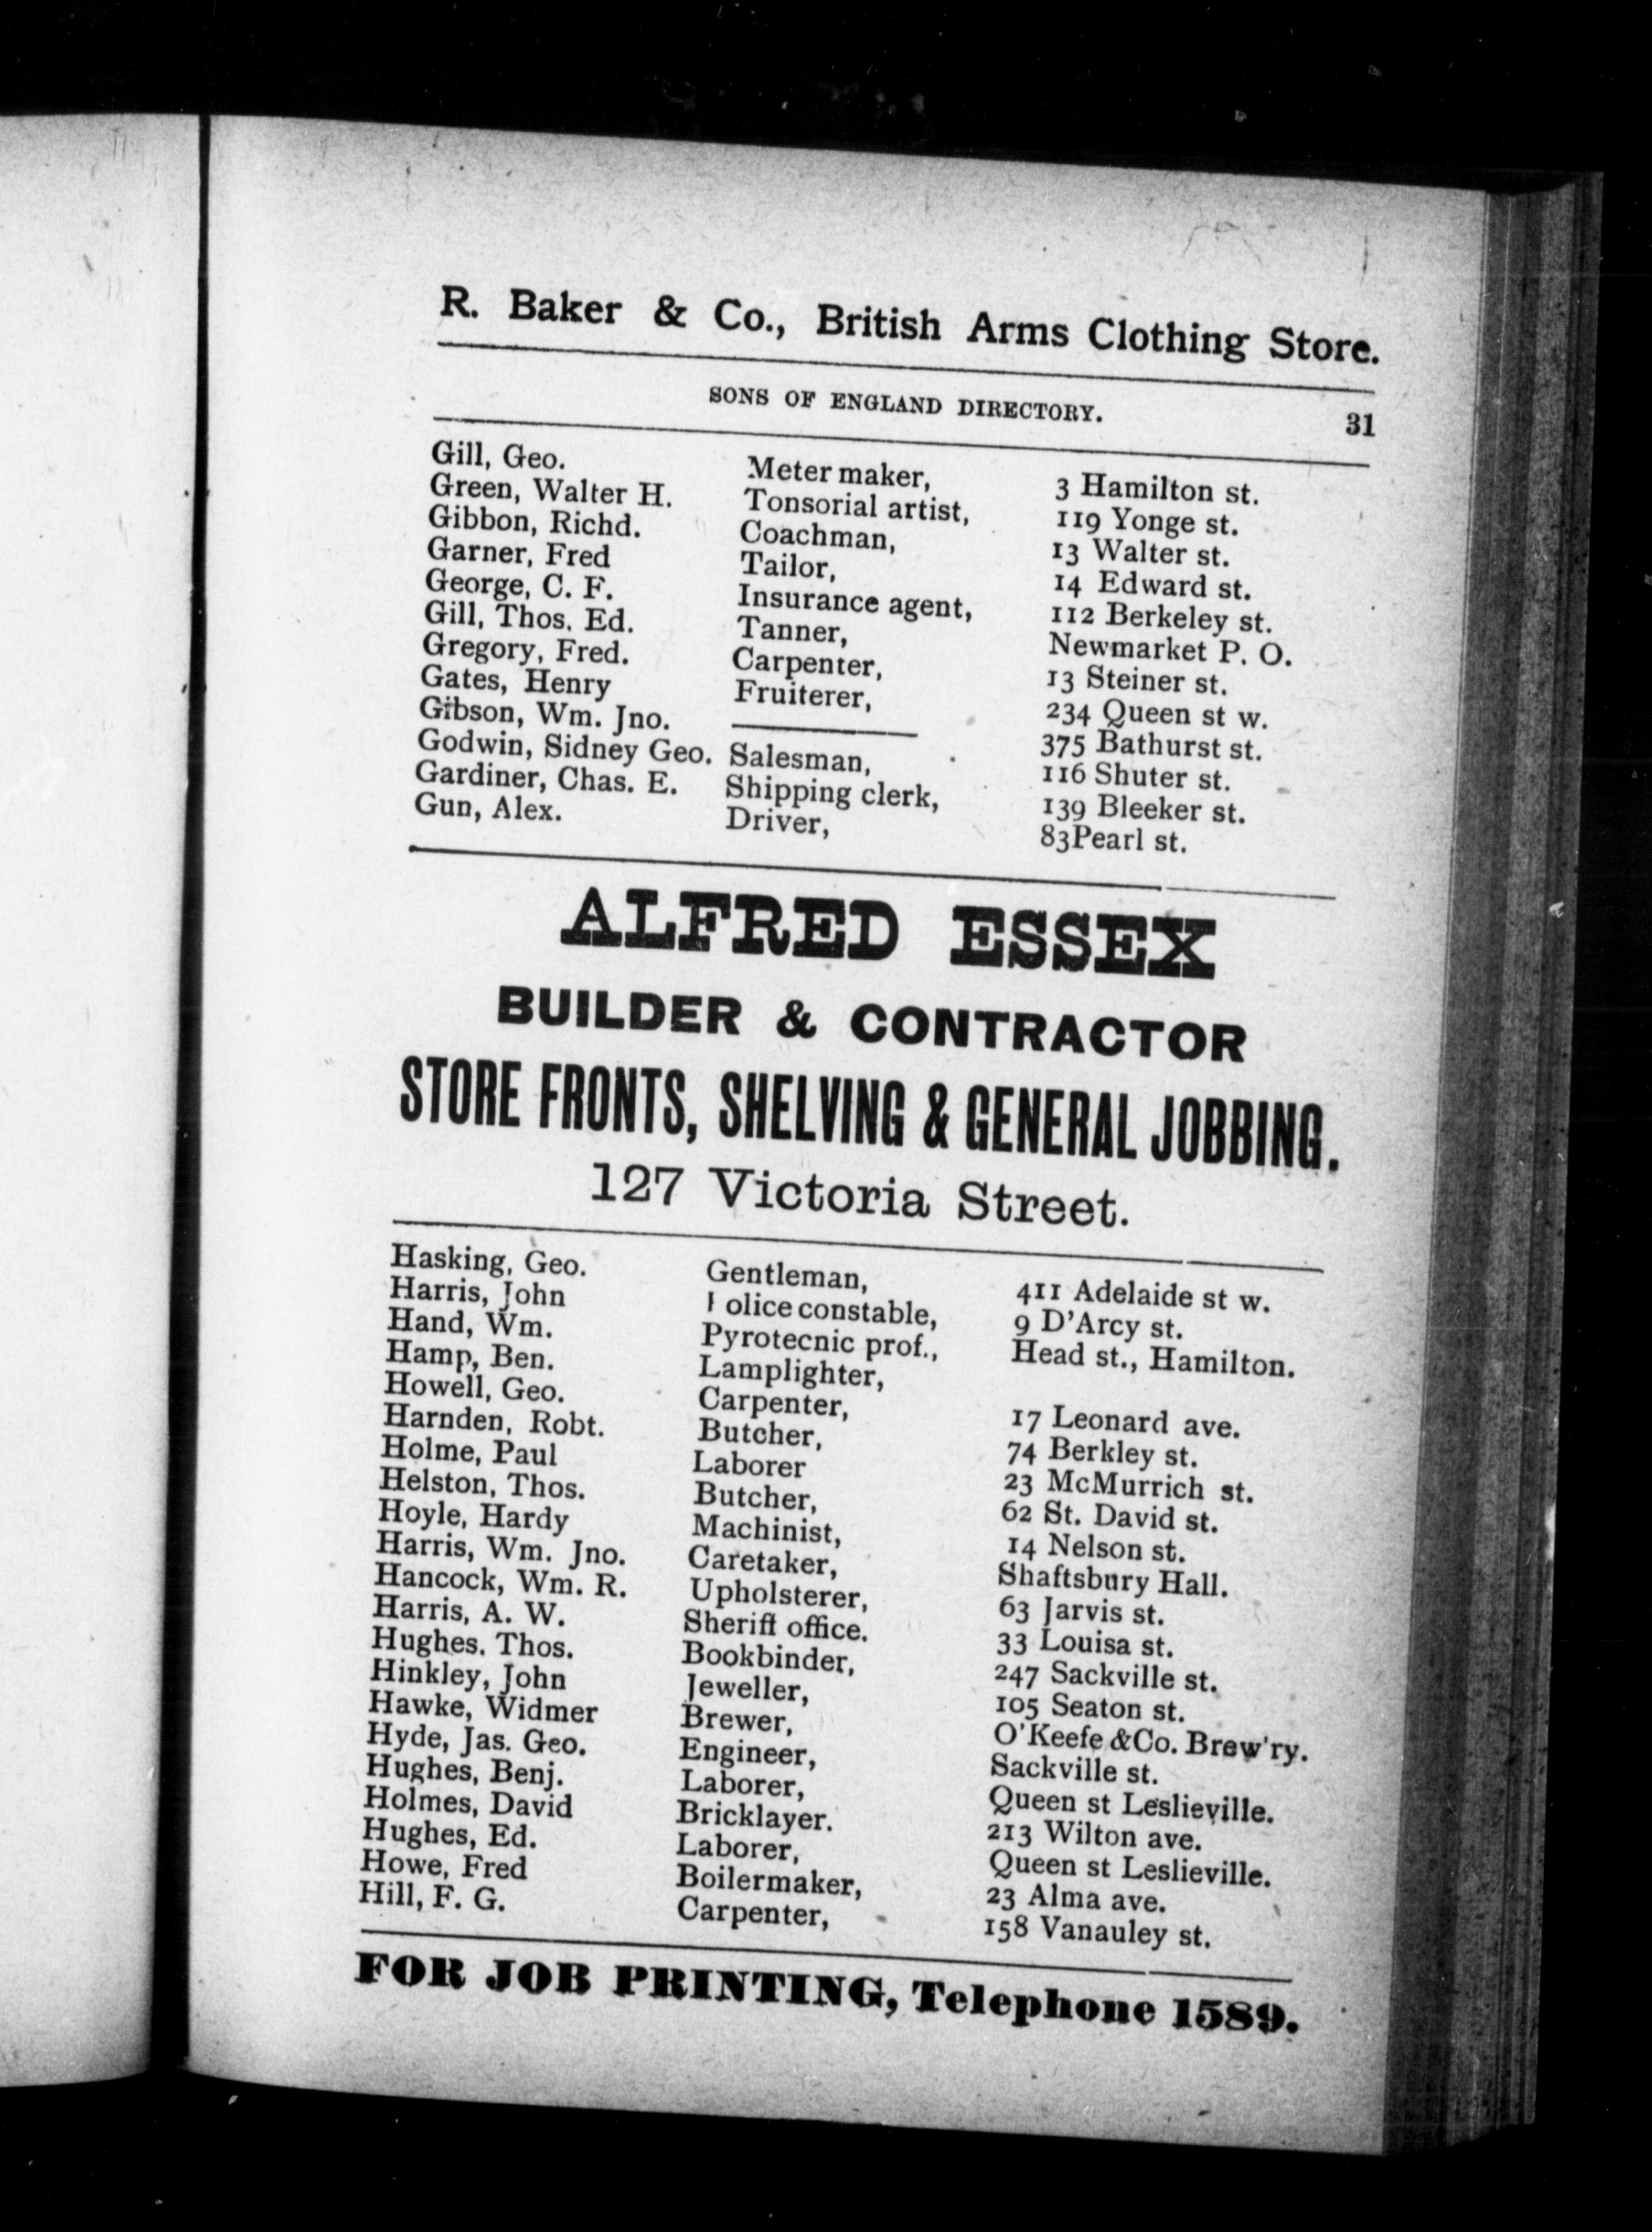 R. Baker & Co., British Arms Clothing Store.
SONS OF ENGLAND DIRECTORY. 31
Gill, Geo. Meter maker, 3 Hamilton st.
Green, Walter H. Tonsorial artist, 119 Yonge st.
Gibbon, Richd. Coachman, 13 Walter st.
Garner, Fred Tailor, 14 Edward st.
George, C. F. Insurance agent, 112 Berkeley st.
Gill, Thos. Ed. Tanner, Newmarket P. O.
Gregory, Fred. Carpenter, 13 Steiner st.
Gates, Henry Fruiterer, 234 Queen st w.
Gibson, Wm. Jno. ——— 375 Bathurst st.
Godwin, Sidney Geo. Salesman, 116 Shuter st.
Gardiner, Chas. E. Shipping clerk, 139 Bleeker st.
Gun, Alex. Driver, 83Pearl st.
ALFRED ESSEX
BUILDER & CONTRACTOR
STORE FRONTS, SHELVING & GENERAL JOBBING.
127 Victoria Street.
Hasking, Geo. Gentleman, 411 Adelaide st w.
Harris, John Police constable, 9 D'Arcy st.
Hand, Wm. Pyrotecnic prof., Head st., Hamilton.
Hamp, Ben. Lamplighter,
Howell, Geo. Carpenter, 17 Leonard ave.
Harnden, Robt. Butcher, 74 Berkley st.
Holme, Paul Laborer 23 McMurrich st.
Helston, Thos. Butcher, 62 St. David st.
Hoyle, Hardy Machinist, 14 Nelson st.
Harris, Wm. Jno. Caretaker, Shaftsbury Hall.
Hancock, Wm. R. Upholsterer, 63 Jarvis st.
Harris, A. W. Sheriff office. 33 Louisa st.
Hughes. Thos. Bookbinder, 247 Sackville st.
Hinkley, John Jeweller, 105 Seaton st.
Hawke, Widmer Brewer, O'Keefe &Co. Brew'ry.
Hyde, Jas. Geo. Engineer, Sackville st.
Hughes, Benj. Laborer, Queen st Leslieville.
Holmes, David Bricklayer. 213 Wilton ave.
Hughes, Ed. Laborer, Queen st Leslieville.
Howe, Fred Boilermaker, 23 Alma ave.
Hill, F. G. Carpenter, 158 Vanauley st.
FOR JOB PRINTING, Telephone 1589.